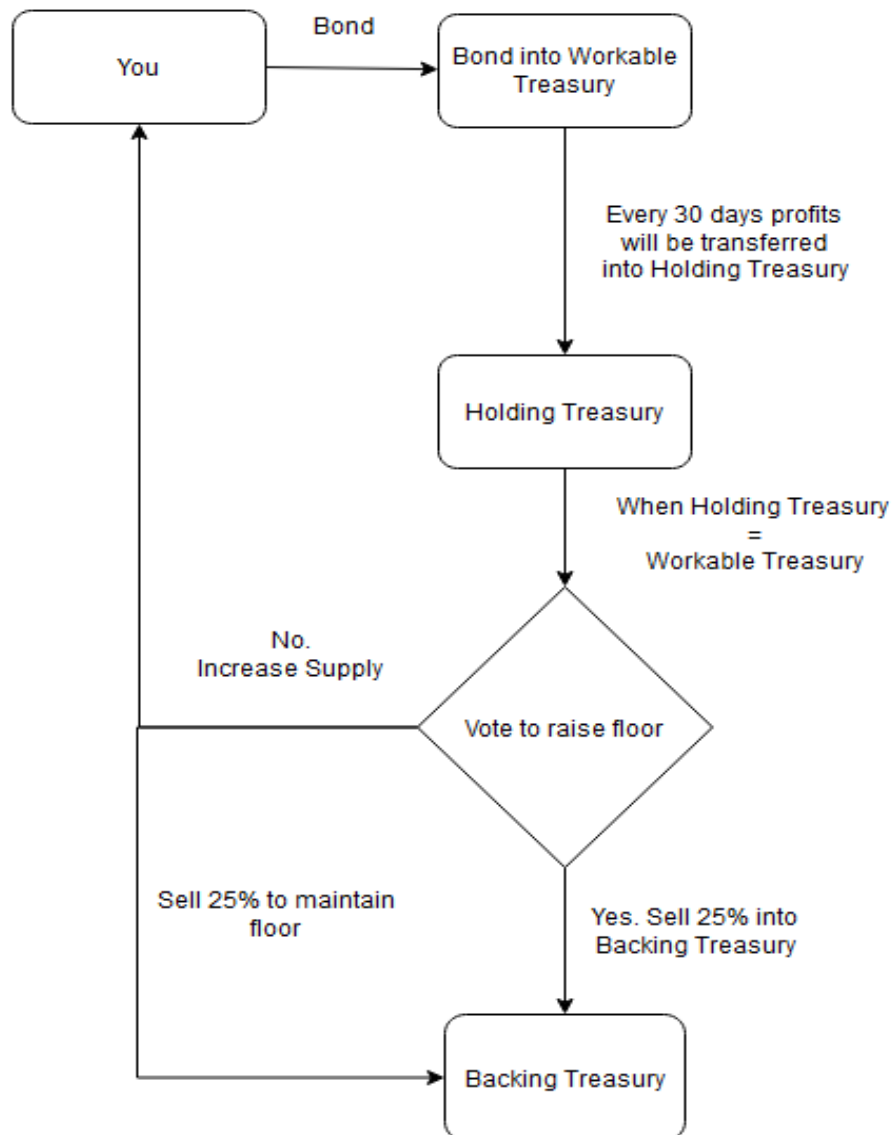 Bond
You
Bond into Workable
Treasury
Every 30 days profits
will be transferred
into Holding Treasury
Holding Treasury
When Holding Treasury
=
Workable Treasury
No.
Increase Supply
Vote to raise floor
Sell 25% to maintain
floor
Yes. Sell 25% into
Backing Treasury
Backing Treasury